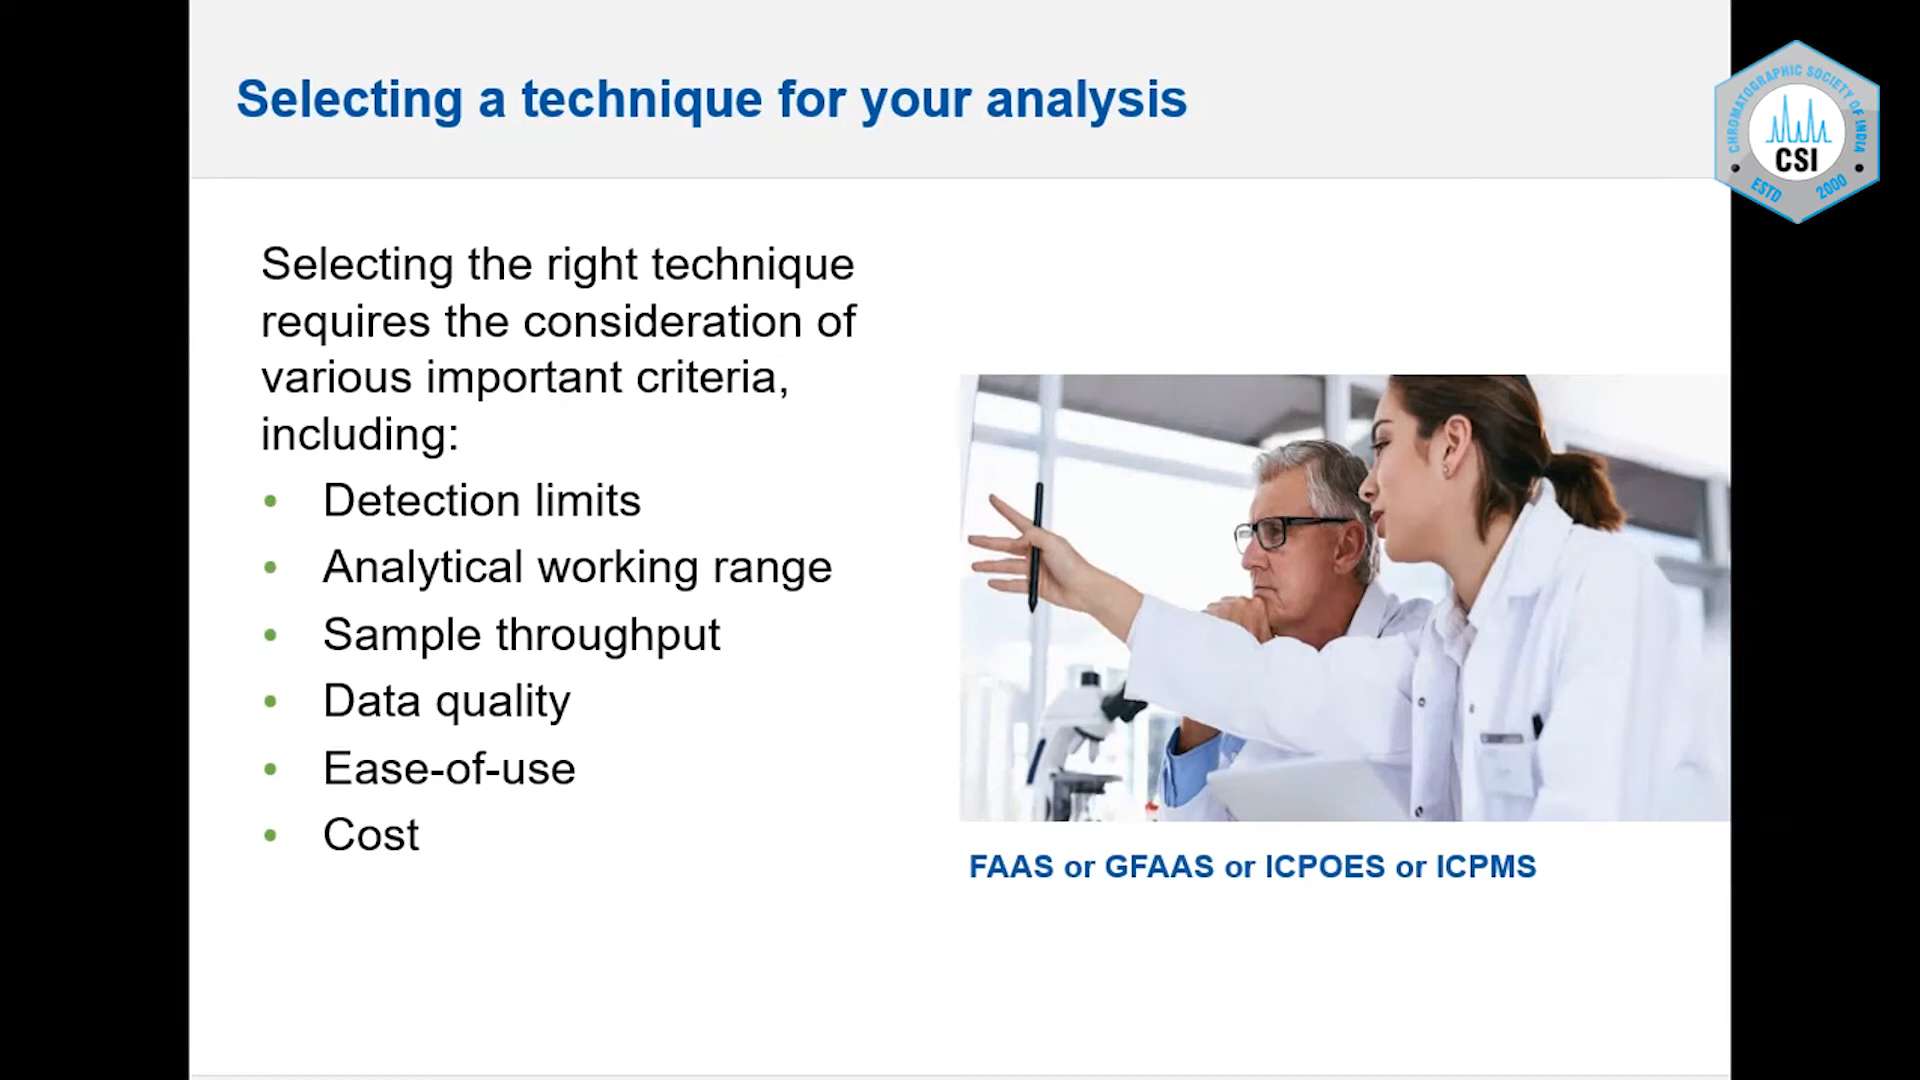 Selecting a technique for your analysis
CHROMATOGRAPHIC SOCIETY OF INDIA
CSI
ESTD 2000
Selecting the right technique
requires the consideration of
various important criteria,
including:
• Detection limits
• Analytical working range
• Sample throughput
• Data quality
• Ease-of-use
• Cost
FAAS or GFAAS or ICPOES or ICPMS